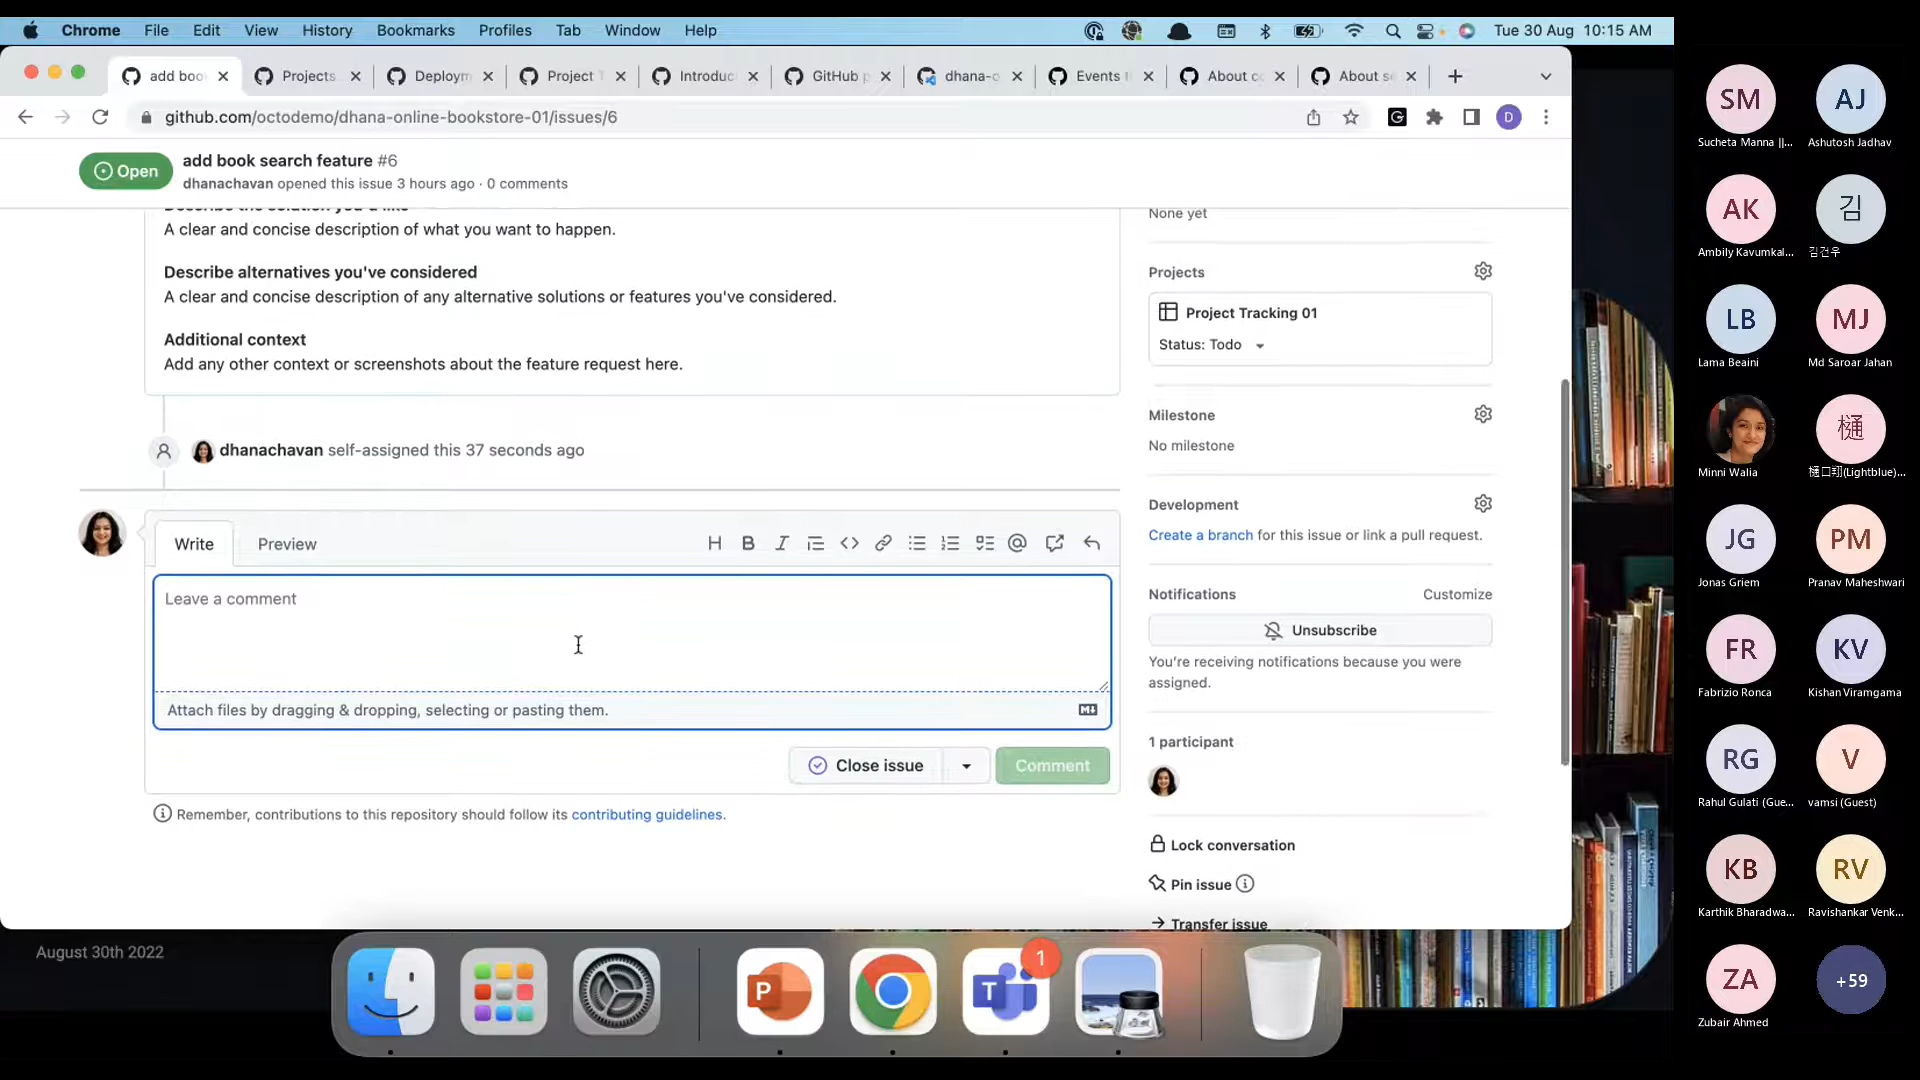 Chrome File Edit View History Bookmarks Profiles Tab Window Help Tue 30 Aug 10:15 AM
add boo Projects Deploym Project T Introduc GitHub p dhana-o Events t About c About se
github.com/octodemo/dhana-online-bookstore-01/issues/6
D
Open
add book search feature #6
dhanachavan opened this issue 3 hours ago · 0 comments
Describe the solution you'd like
A clear and concise description of what you want to happen.
Describe alternatives you've considered
A clear and concise description of any alternative solutions or features you've considered.
Additional context
Add any other context or screenshots about the feature request here.
dhanachavan self-assigned this 37 seconds ago
Write Preview
Leave a comment
Attach files by dragging & dropping, selecting or pasting them.
Close issue Comment
Remember, contributions to this repository should follow its contributing guidelines.
None yet
Projects
Project Tracking 01
Status: Todo
Milestone
No milestone
Development
Create a branch for this issue or link a pull request.
Notifications Customize
Unsubscribe
You're receiving notifications because you were
assigned.
1 participant
Lock conversation
Pin issue
Transfer issue
August 30th 2022
P
T
1
SM AJ
Sucheta Manna ||... Ashutosh Jadhav
AK 김
Ambily Kavumkal... 김건우
LB MJ
Lama Beaini Md Saroar Jahan
樋
Minni Walia 樋口翔(Lightblue)...
JG PM
Jonas Griem Pranav Maheshwari
FR KV
Fabrizio Ronca Kishan Viramgama
RG V
Rahul Gulati (Gue... vamsi (Guest)
KB RV
Karthik Bharadwa... Ravishankar Venk...
ZA +59
Zubair Ahmed